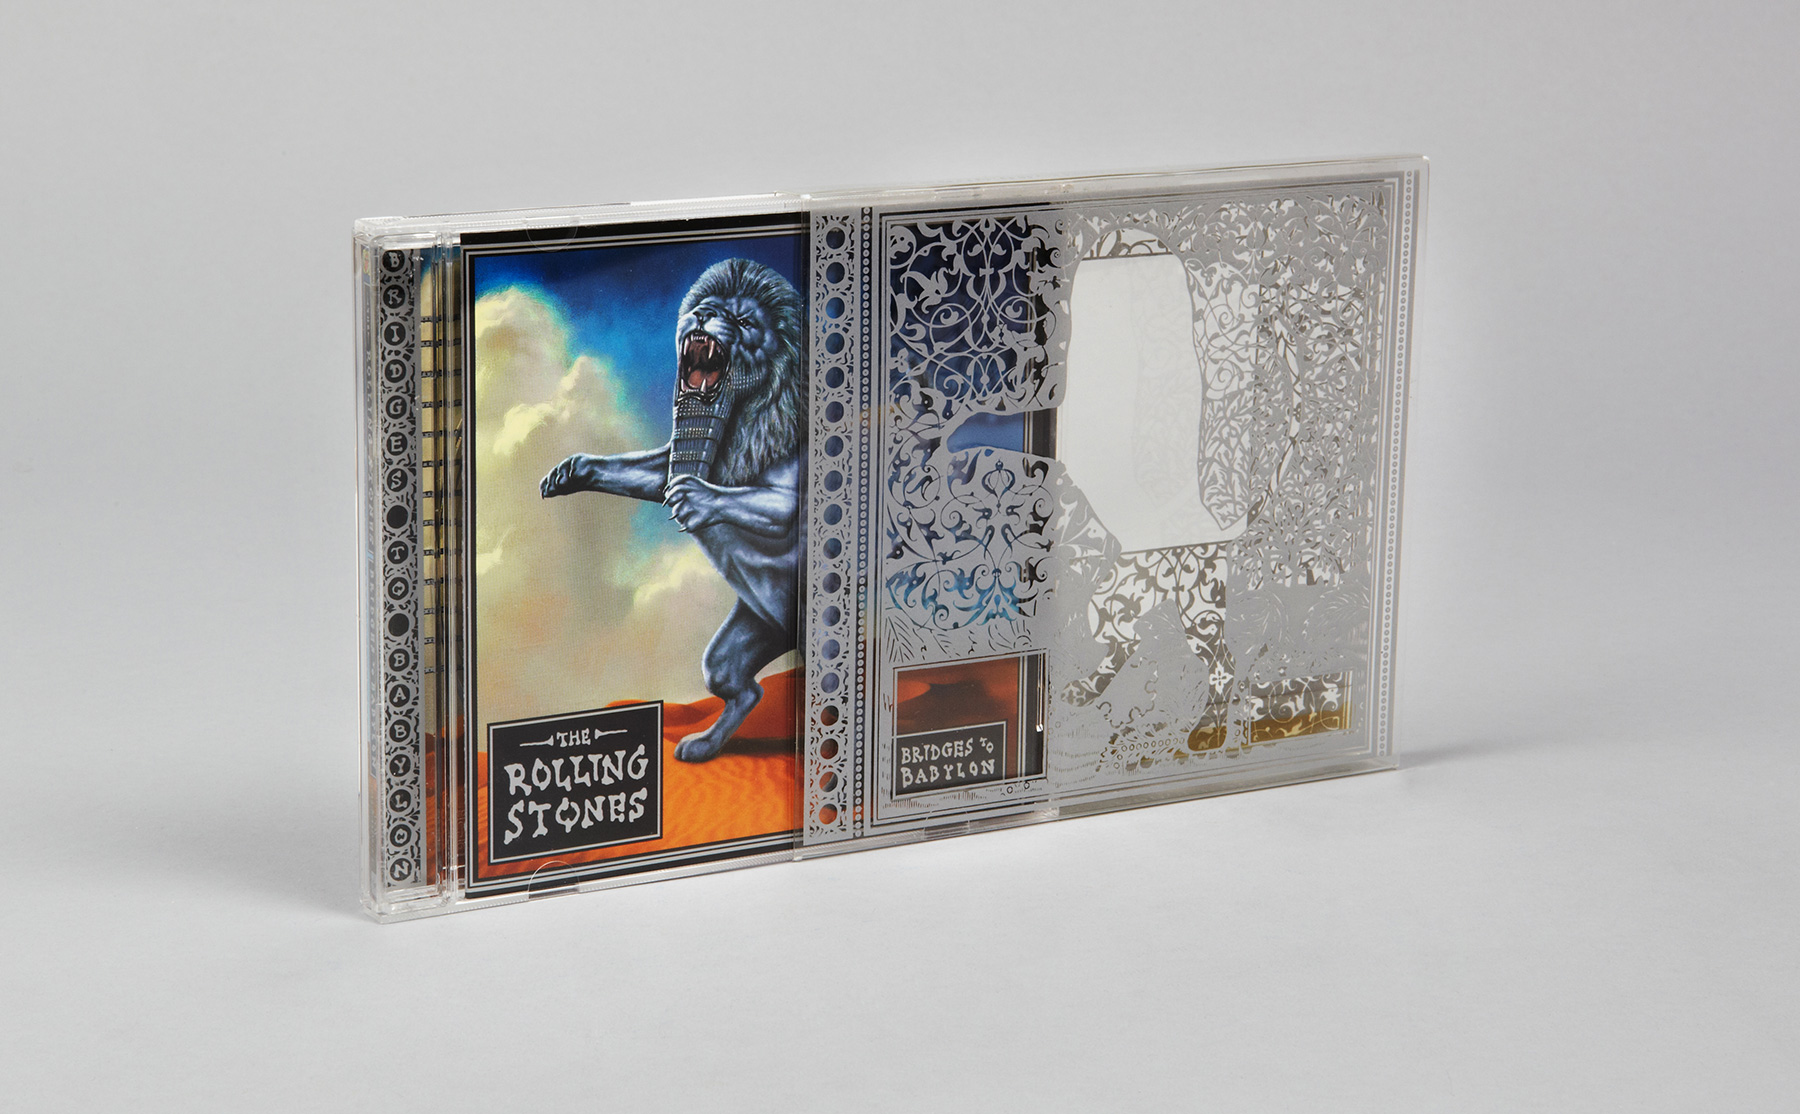 BRIDGES TO BABYLON
THE
ROLLING
STONES
BRIDGES TO
BABYLON